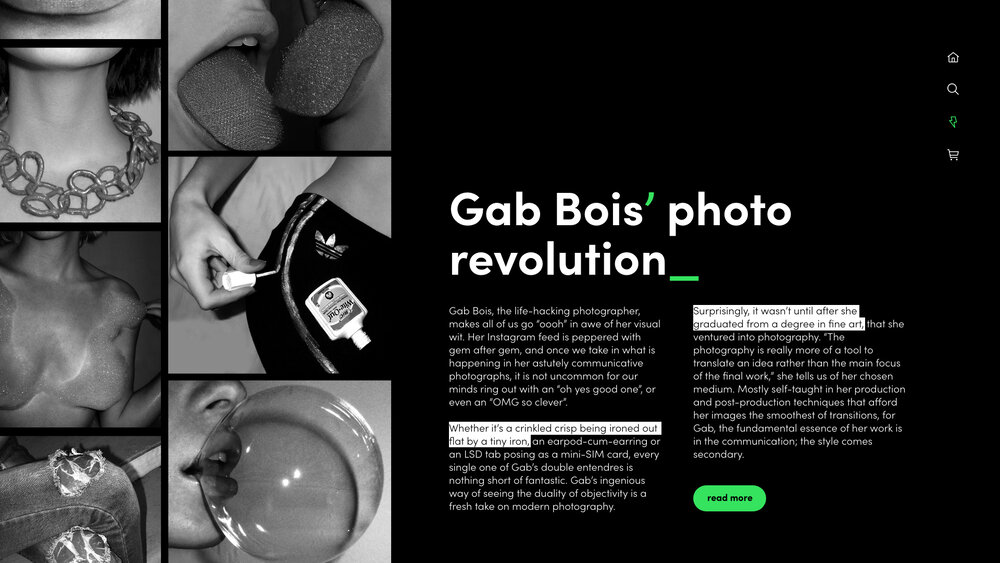 Gab Bois’ photo
revolution_
Gab Bois, the life-hacking photographer,
makes all of us go “oooh” in awe of her visual
wit. Her Instagram feed is peppered with
gem after gem, and once we take in what is
happening in her astutely communicative
photographs, it is not uncommon for our
minds ring out with an “oh yes good one”, or
even an “OMG so clever”.
Whether it’s a crinkled crisp being ironed out
flat by a tiny iron, an earpod-cum-earring or
an LSD tab posing as a mini-SIM card, every
single one of Gab’s double entendres is
nothing short of fantastic. Gab’s ingenious
way of seeing the duality of objectivity is a
fresh take on modern photography.
Surprisingly, it wasn’t until after she
graduated from a degree in fine art, that she
ventured into photography. “The
photography is really more of a tool to
translate an idea rather than the main focus
of the final work,” she tells us of her chosen
medium. Mostly self-taught in her production
and post-production techniques that afford
her images the smoothest of transitions, for
Gab, the fundamental essence of her work is
in the communication; the style comes
secondary.
read more
Wite-Out